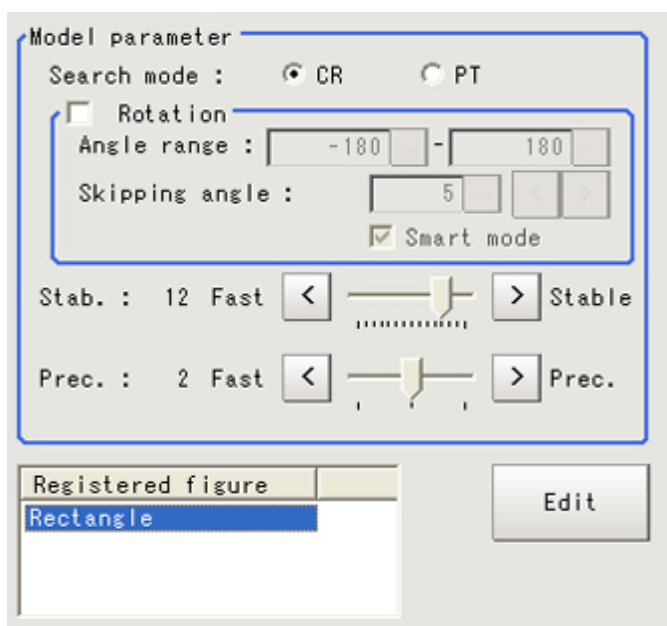 Model parameter
Search mode : CR PT
Rotation
Angle range : -180 ... - 180 ...
Skipping angle : 5 ... < >
Smart mode
Stab. : 12 Fast < > Stable
Prec. : 2 Fast < > Prec.
Registered figure
Edit
Rectangle